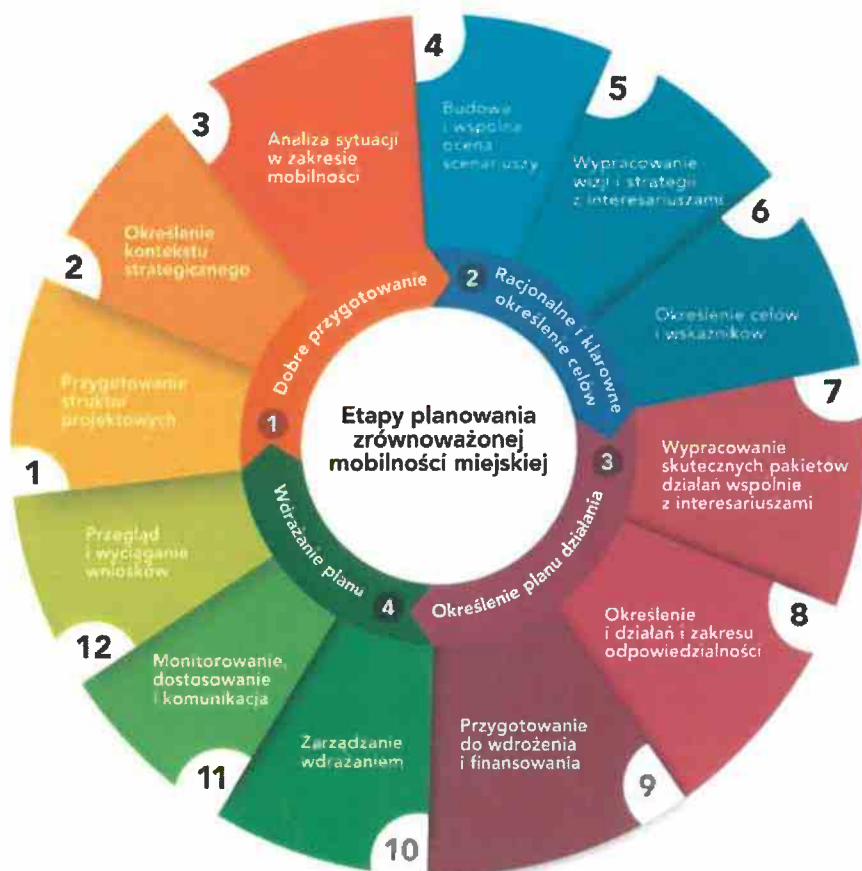 Etapy planowania
zrównoważonej
mobilności miejskiej
1
Dobre przygotowanie
2
Racjonalne i klarowne
określenie celów
3
Określenie planu działania
4
Wdrażanie planu
1
Przygotowanie
struktur
projektowych
2
Określenie
kontekstu
strategicznego
3
Analiza sytuacji
w zakresie
mobilności
4
Budowa
i wspólna
ocena
scenariuszy
5
Wypracowanie
wizji i strategii
z interesariuszami
6
Określenie celów
i wskaźników
7
Wypracowanie
skutecznych pakietów
działań wspólnie
z interesariuszami
8
Określenie
i działań i zakresu
odpowiedzialności
9
Przygotowanie
do wdrożenia
i finansowania
10
Zarządzanie
wdrażaniem
11
Monitorowanie,
dostosowanie
i komunikacja
12
Przegląd
i wyciąganie
wniosków